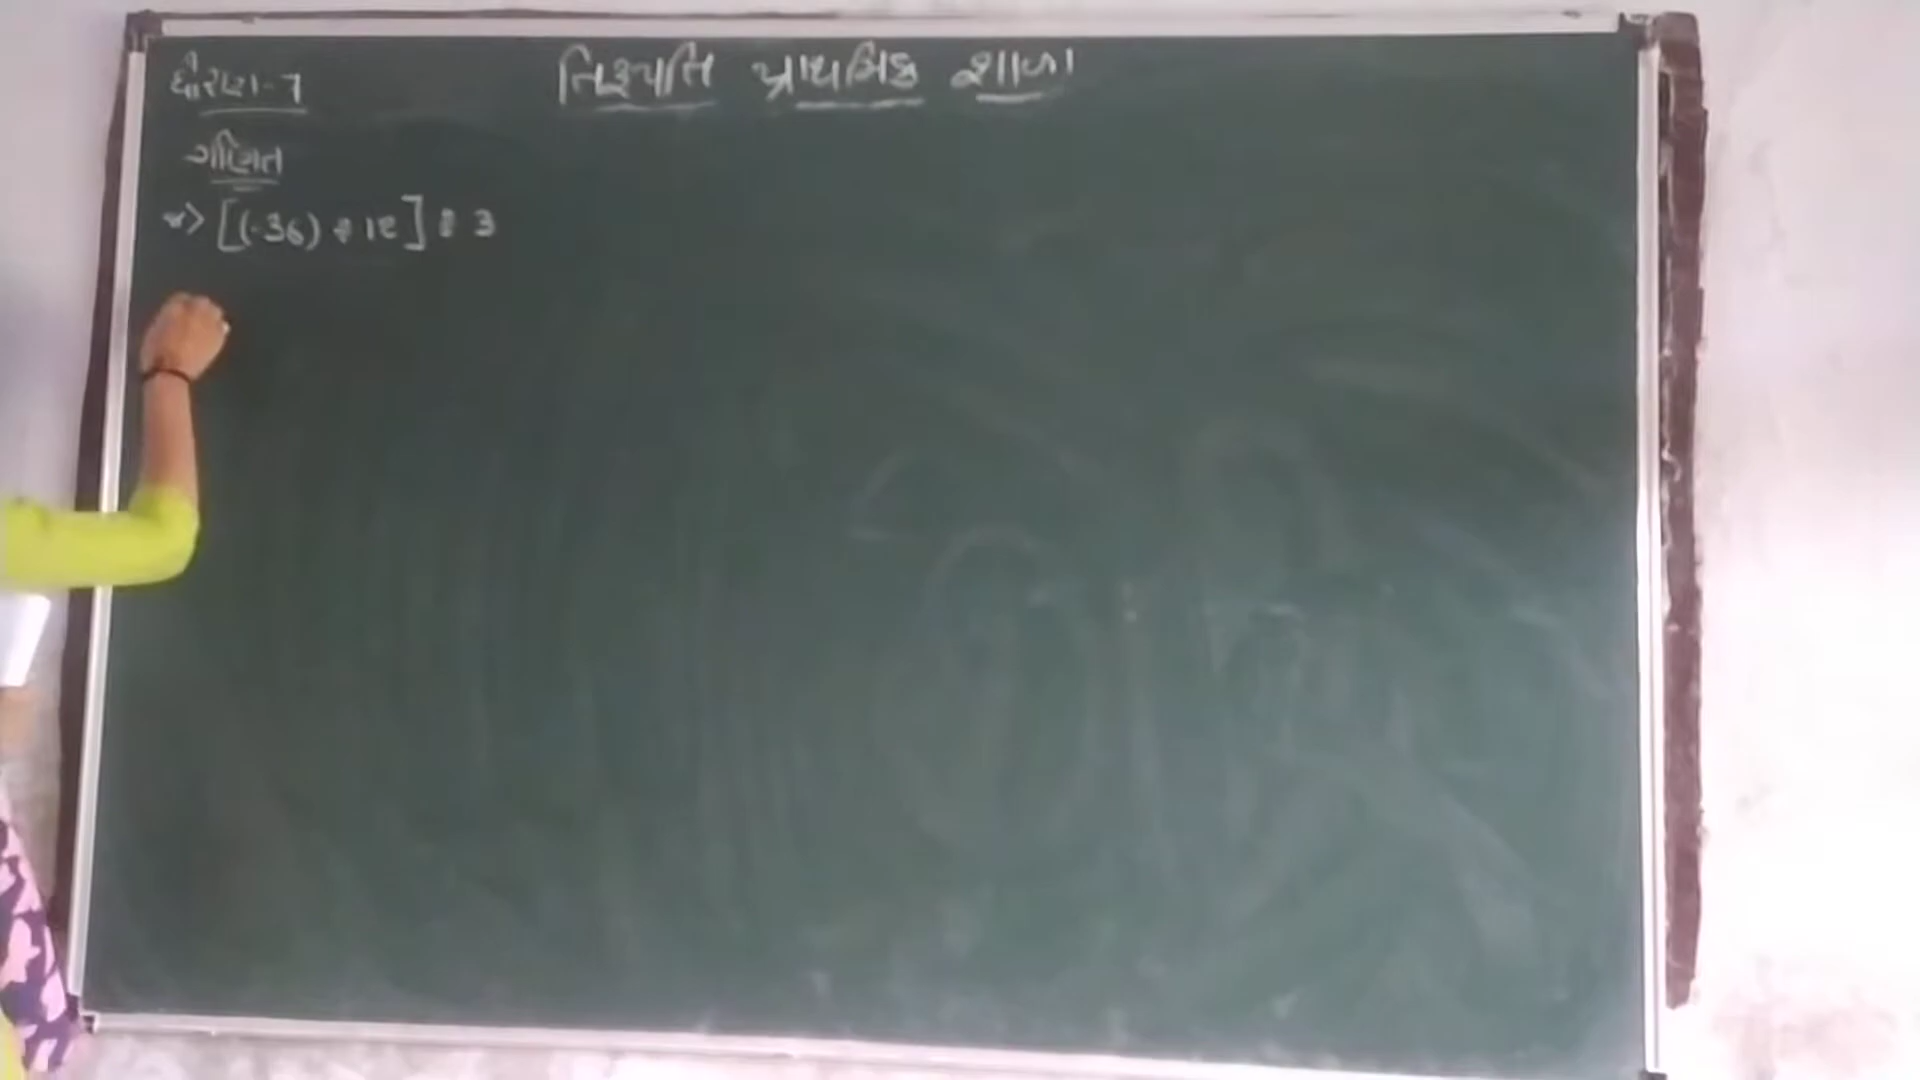 ધોરણ-7
તિરૂપતિ પ્રાથમિક શાળા
ગણિત
=> [(-36) ÷ 12] ÷ 3